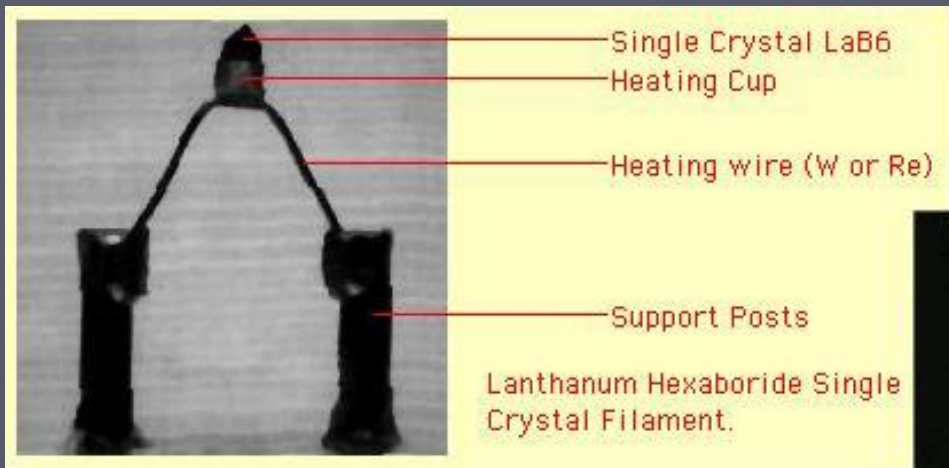 Single Crystal LaB6
Heating Cup
Heating wire (W or Re)
Support Posts
Lanthanum Hexaboride Single
Crystal Filament.